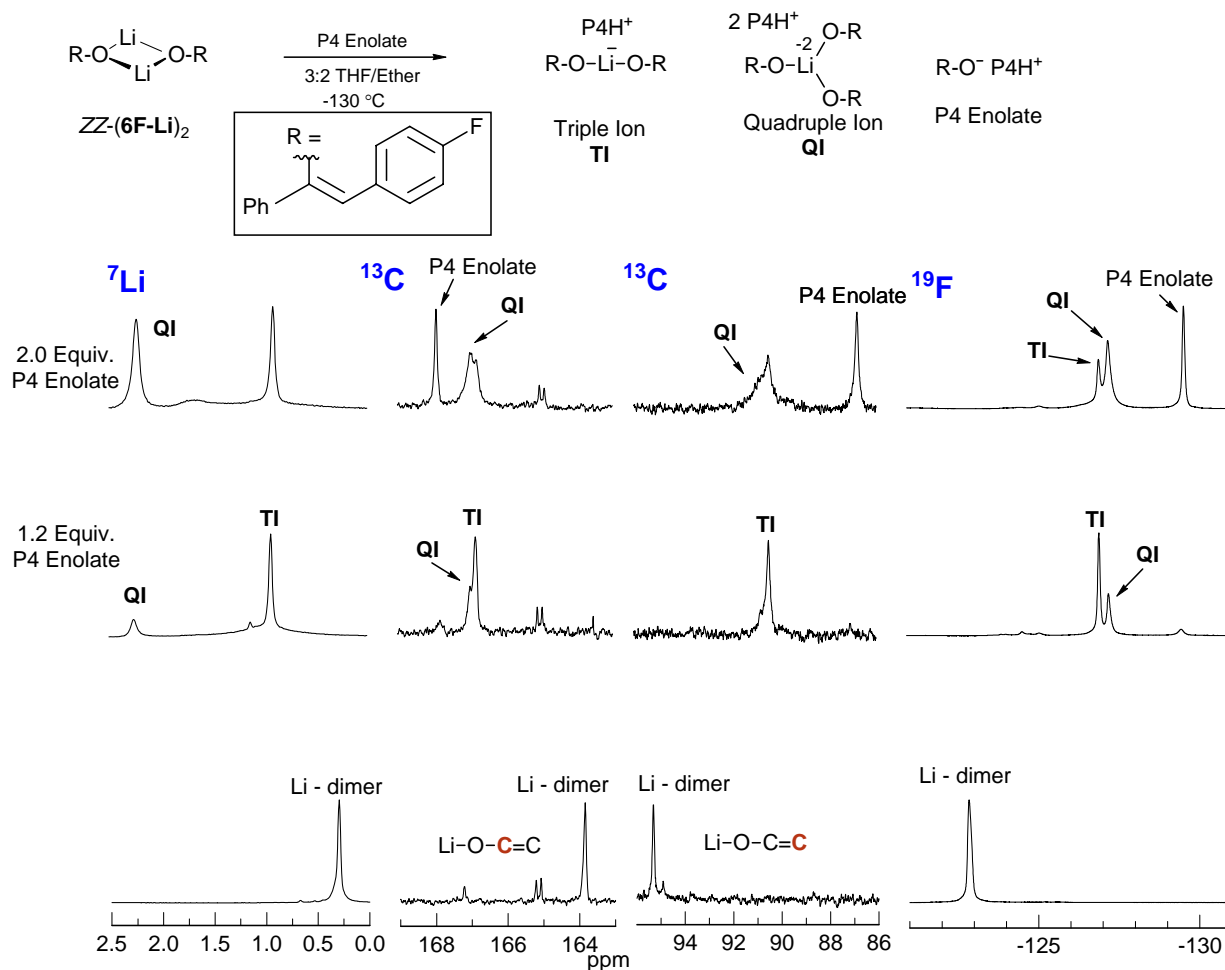 Li
R-O O-R
Li
ZZ-(6F-Li)2
P4 Enolate
3:2 THF/Ether
-130 °C
R =
F
Ph
P4H+
R-O-Li-O-R
Triple Ion
TI
2 P4H+
-2 O-R
R-O-Li
O-R
Quadruple Ion
QI
R-O- P4H+
P4 Enolate
7Li
13C
13C
19F
2.0 Equiv.
P4 Enolate
QI
P4 Enolate
QI
P4 Enolate
QI
P4 Enolate
QI
TI
1.2 Equiv.
P4 Enolate
QI
TI
QI
TI
TI
TI
QI
Li - dimer
Li - dimer
Li-O-C=C
Li - dimer
Li-O-C=C
Li - dimer
2.5 2.0 1.5 1.0 0.5 0.0
168 166 164
ppm
94 92 90 88 86
-125 -130